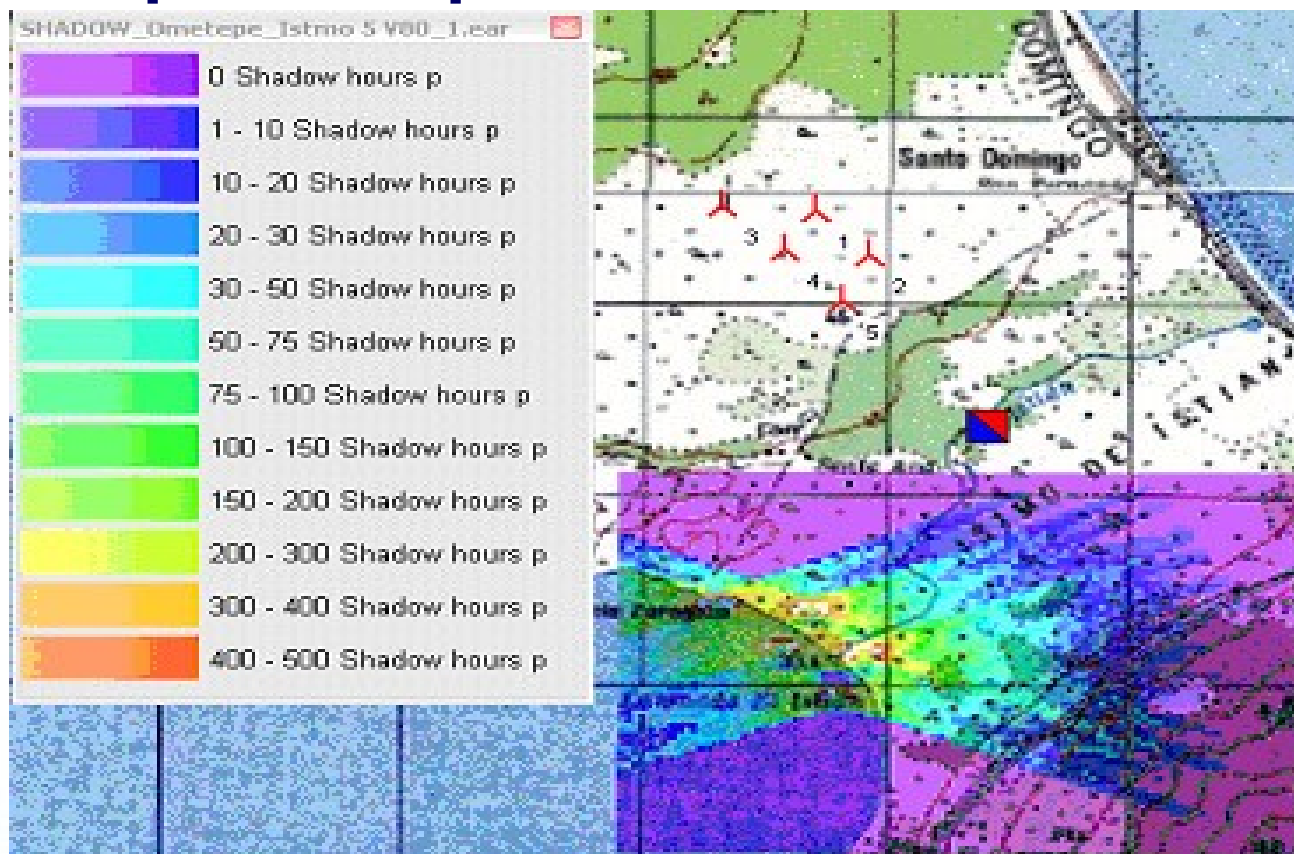 SHADOW_Ometepe_Istmo 5 V80_1.ear
0 Shadow hours p
1 - 10 Shadow hours p
10 - 20 Shadow hours p
20 - 30 Shadow hours p
30 - 50 Shadow hours p
50 - 75 Shadow hours p
75 - 100 Shadow hours p
100 - 150 Shadow hours p
150 - 200 Shadow hours p
200 - 300 Shadow hours p
300 - 400 Shadow hours p
400 - 500 Shadow hours p
DOMINGO
Santo Domingo
3
1
4
2
5
ISTMO DE ISTIAN